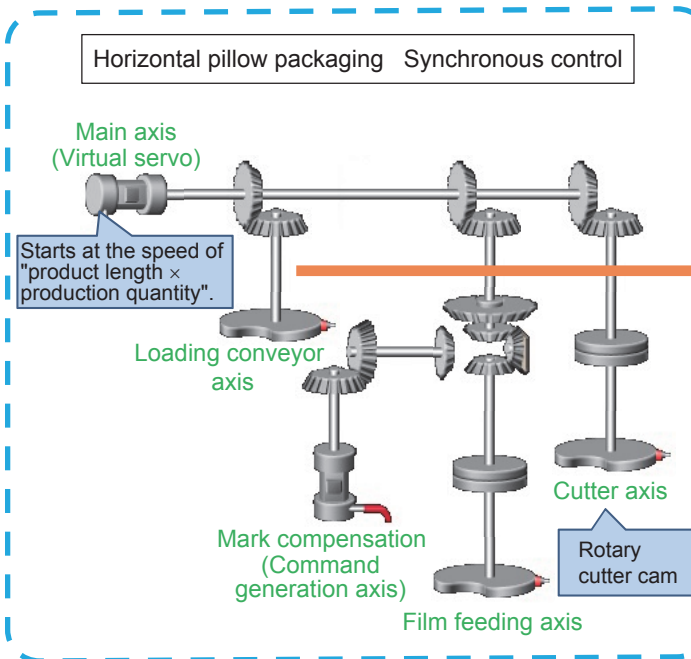 Horizontal pillow packaging Synchronous control
Main axis
(Virtual servo)
Starts at the speed of
"product length ×
production quantity".
Loading conveyor
axis
Mark compensation
(Command
generation axis)
Cutter axis
Rotary
cutter cam
Film feeding axis